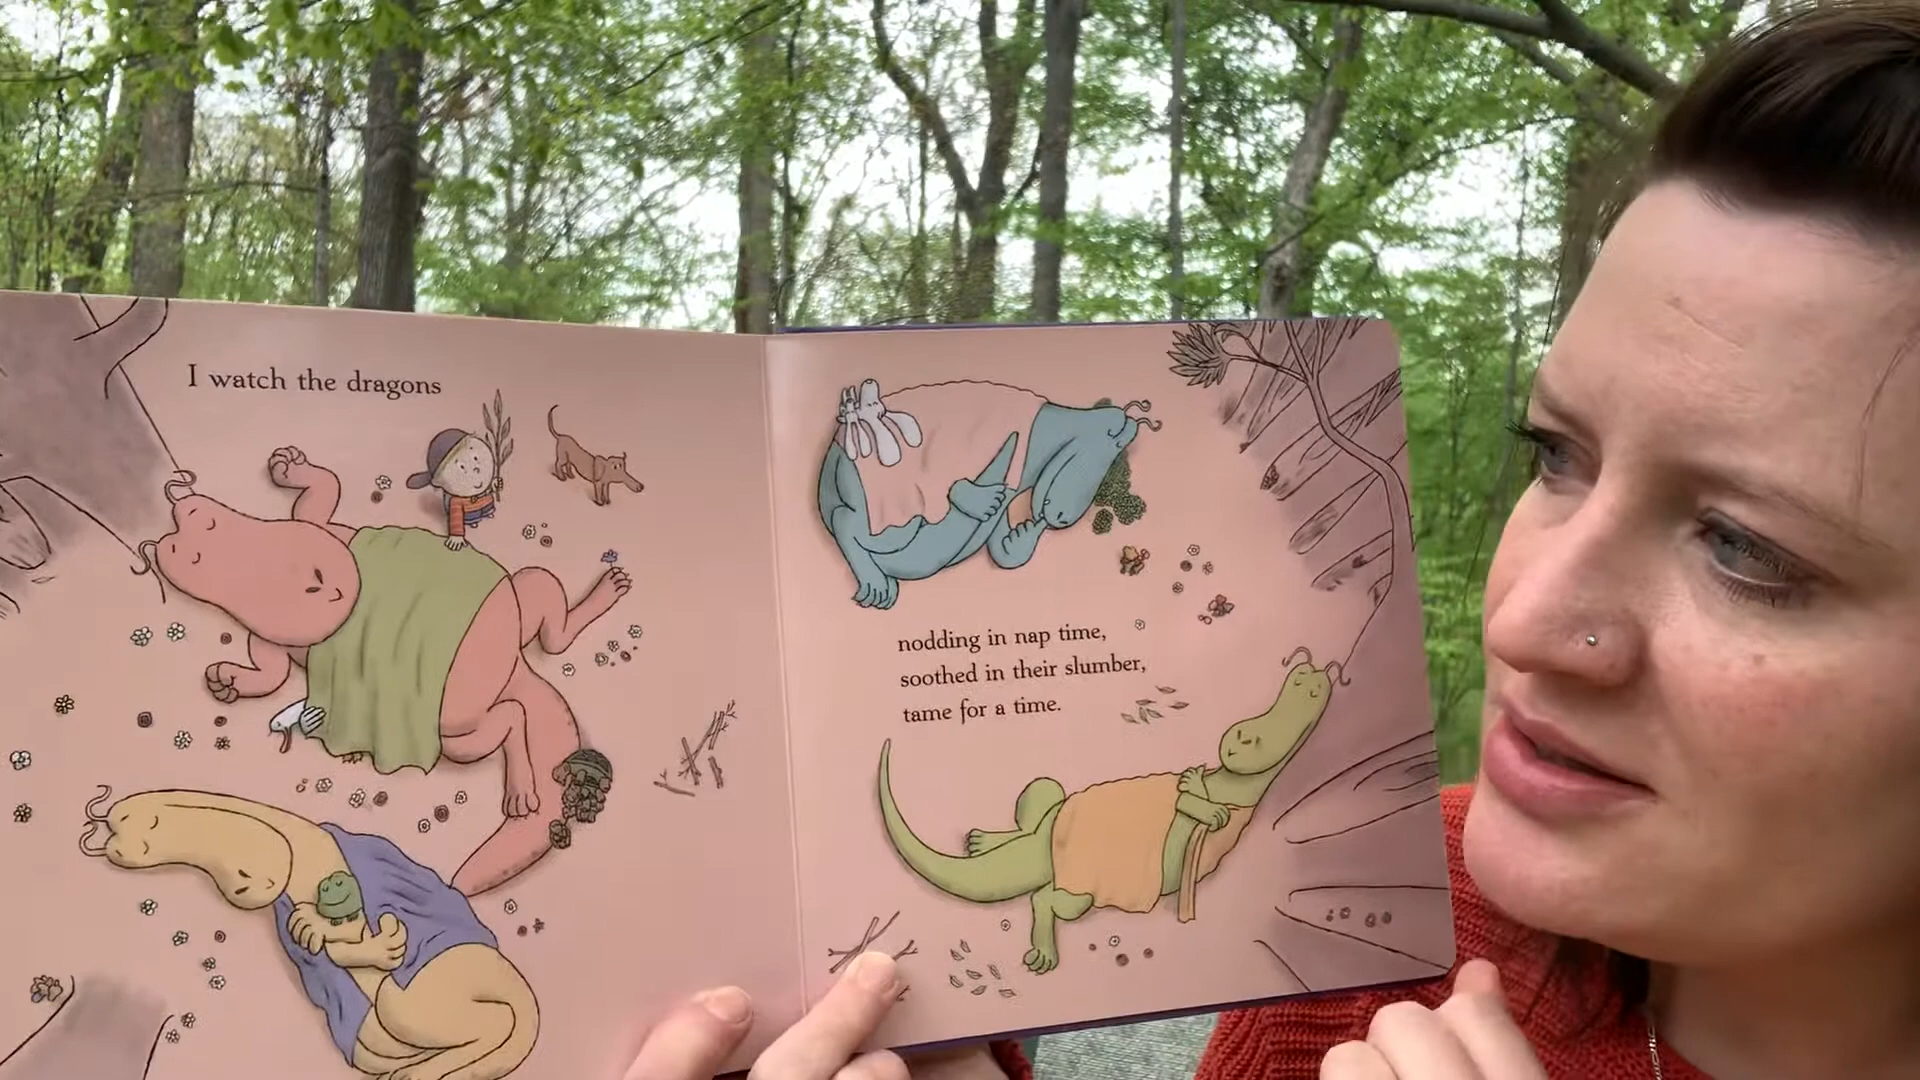 I watch the dragons
nodding in nap time,
soothed in their slumber,
tame for a time.